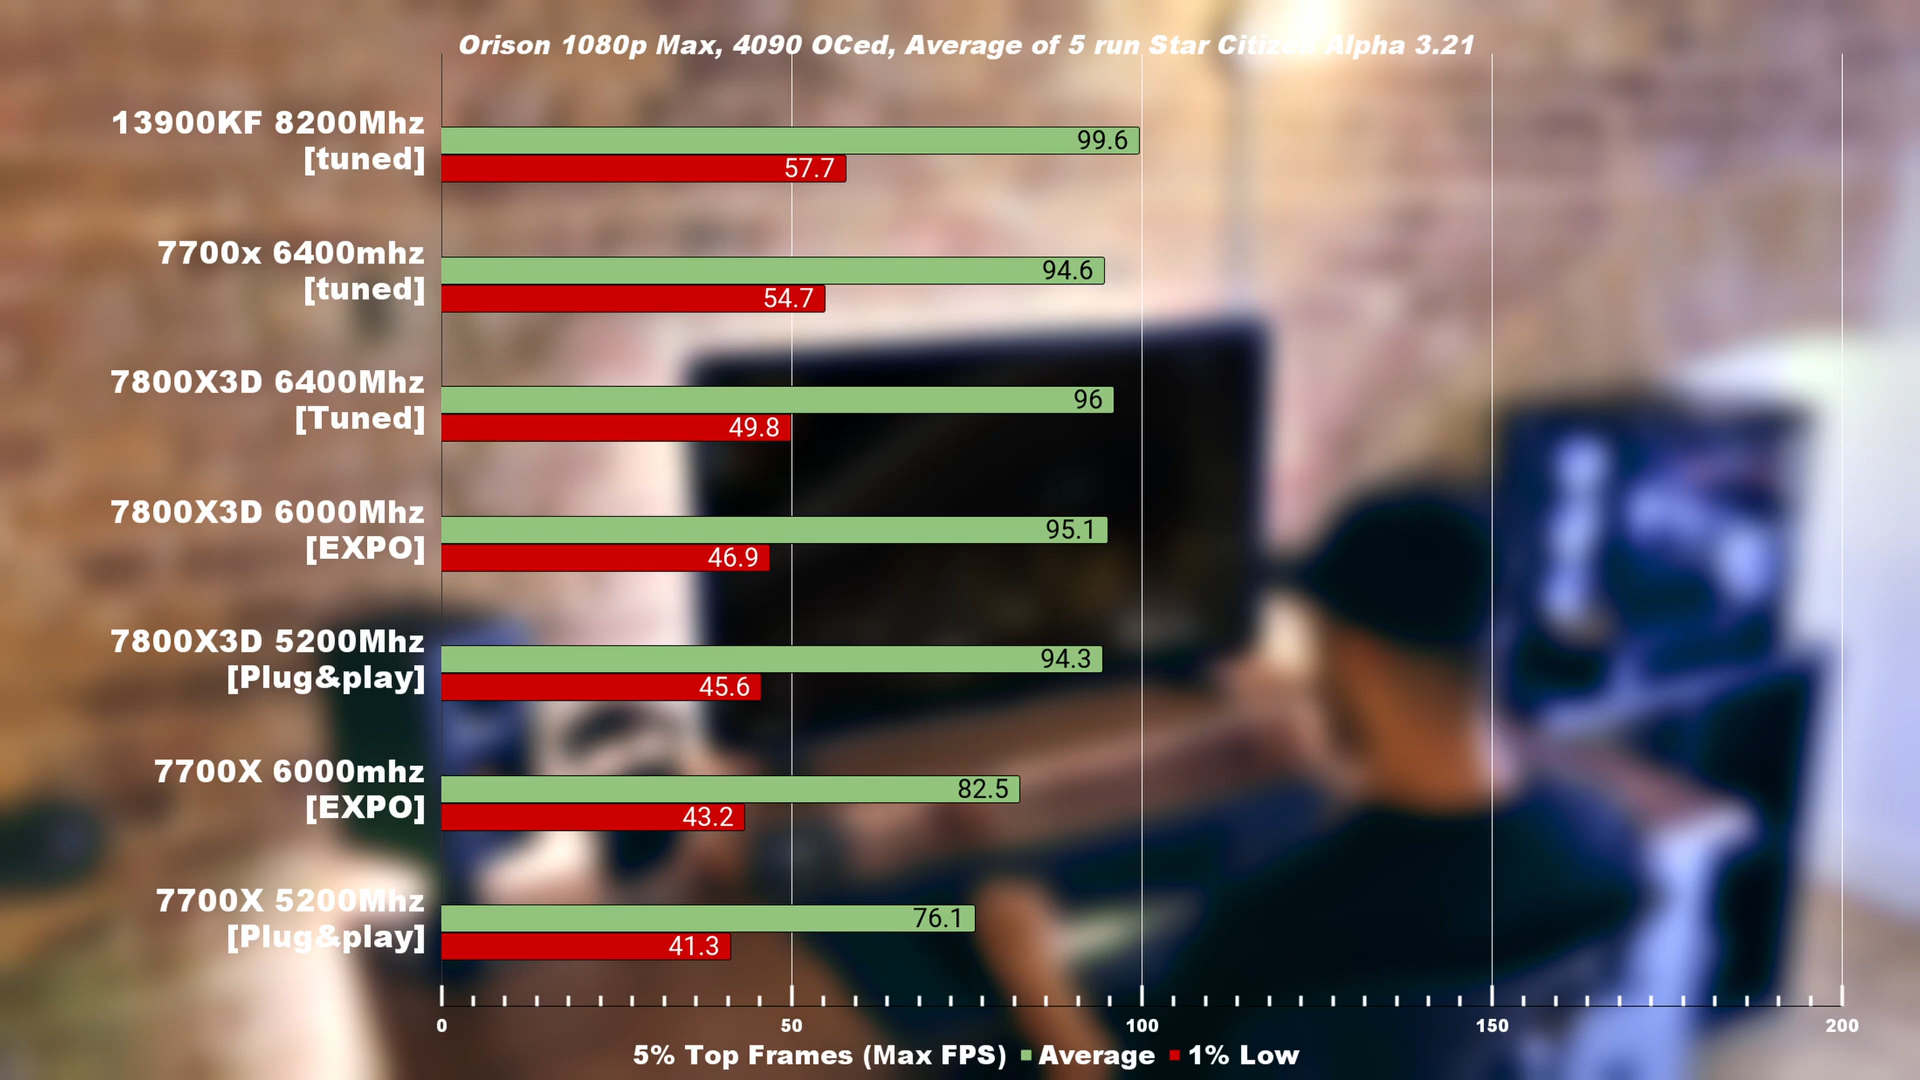 Orison 1080p Max, 4090 OCed, Average of 5 run Star Citizen Alpha 3.21
13900KF 8200Mhz
[tuned]
99.6
57.7
7700x 6400mhz
[tuned]
94.6
54.7
7800X3D 6400Mhz
[Tuned]
96
49.8
7800X3D 6000Mhz
[EXPO]
95.1
46.9
7800X3D 5200Mhz
[Plug&play]
94.3
45.6
7700X 6000mhz
[EXPO]
82.5
43.2
7700X 5200Mhz
[Plug&play]
76.1
41.3
0 50 100 150 200
5% Top Frames (Max FPS) Average 1% Low